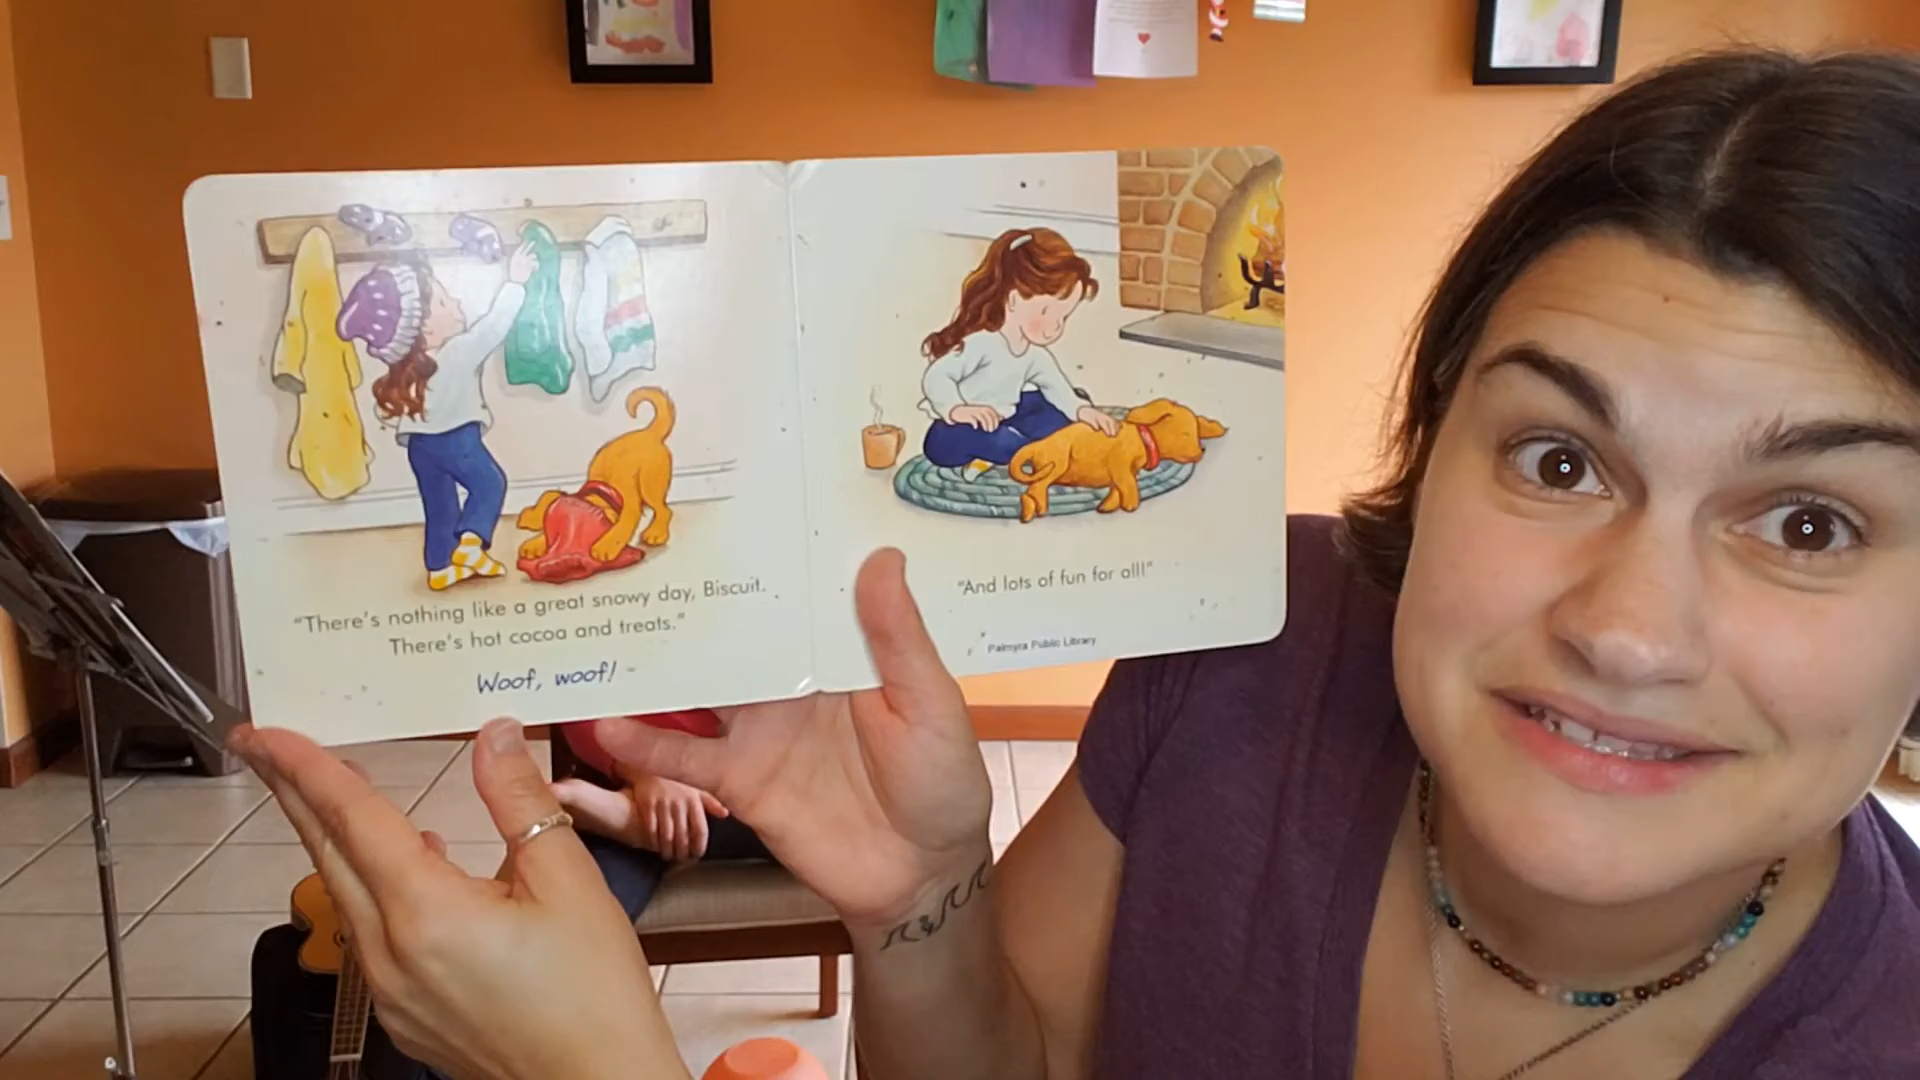 "There's nothing like a great snowy day, Biscuit.
There's hot cocoa and treats."
Woof, woof!
"And lots of fun for all!"
Palmyra Public Library